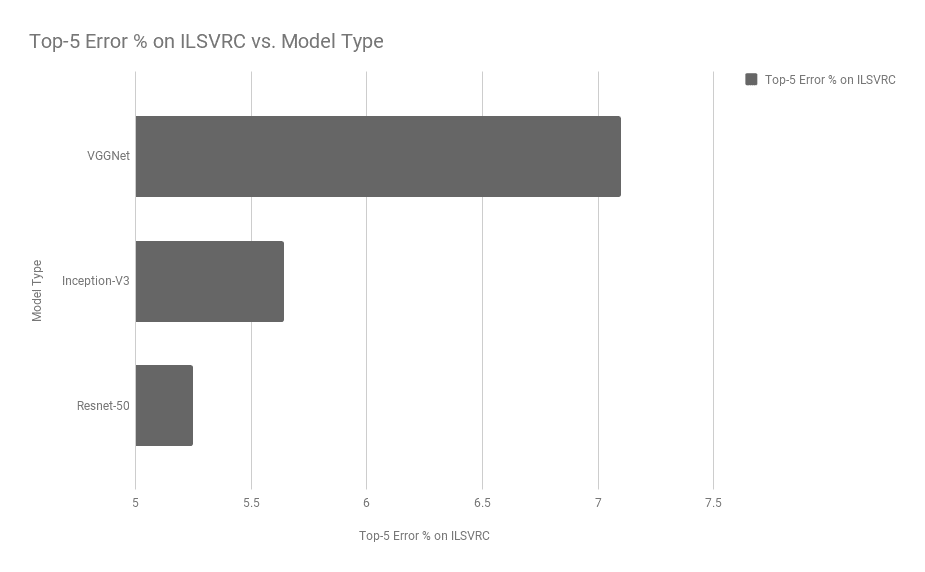 Top-5 Error % on ILSVRC vs. Model Type
Top-5 Error % on ILSVRC
VGGNet
Inception-V3
Resnet-50
Model Type
5 5.5 6 6.5 7 7.5
Top-5 Error % on ILSVRC